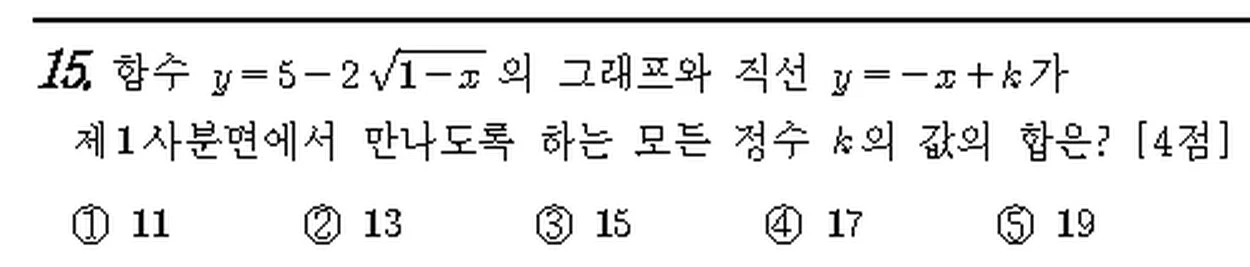 15. 함수 y=5-2√1-x 의 그래프와 직선 y=-x+k가
제1사분면에서 만나도록 하는 모든 정수 k의 값의 합은? [4점]
① 11 ② 13 ③ 15 ④ 17 ⑤ 19